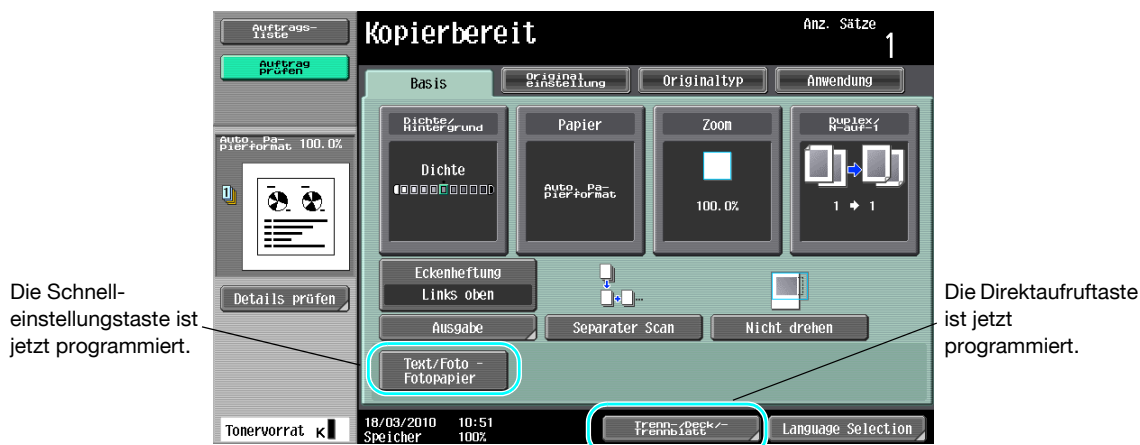 Auftrags-
liste
Auftrag
prüfen
Kopierbereit
Anz. Sätze
1
Basis
Original
einstellung
Originaltyp
Anwendung
Auto. Pa-
pierformat 100.0%
1
Dichte/
Hintergrund
Dichte
Papier
Auto. Pa-
pierformat
Zoom
100.0%
Duplex/
N-auf-1
1 → 1
Eckenheftung
Links oben
Details prüfen
Ausgabe
Separater Scan
Nicht drehen
Text/Foto -
Fotopapier
Die Schnell-
einstellungstaste ist
jetzt programmiert.
Die Direktaufruftaste
ist jetzt
programmiert.
Tonervorrat K
18/03/2010 10:51
Speicher 100%
Trenn-/Deck/-
Trennblatt
Language Selection